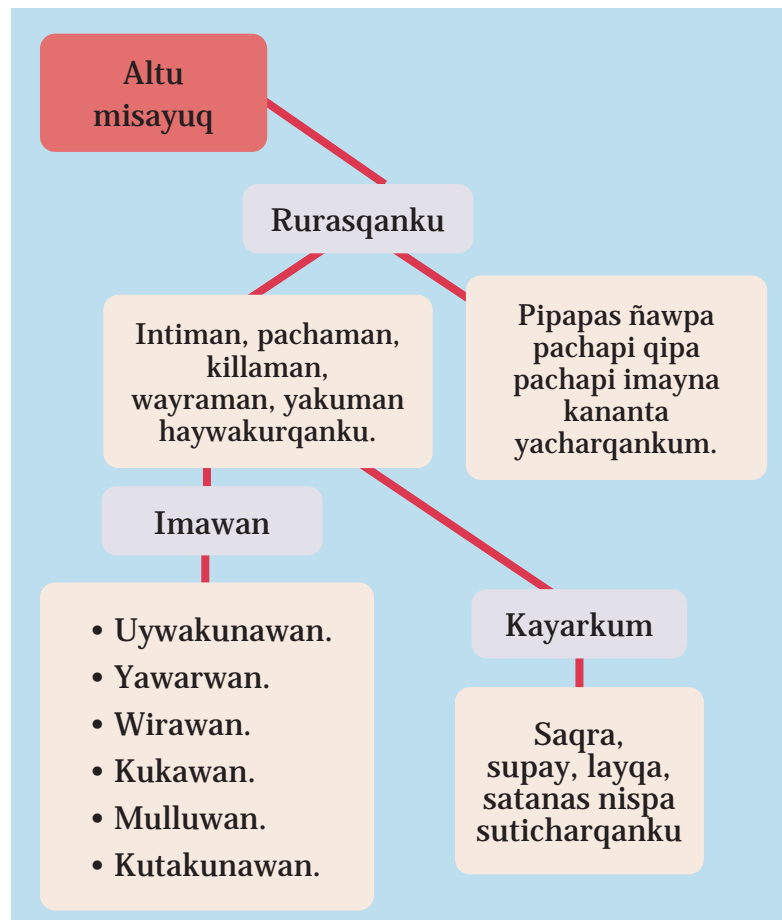 Altu
misayuq
Rurasqanku
Intiman, pachaman,
killaman,
wayraman, yakuman
haywakurqanku.
Pipapas ñawpa
pachapi qipa
pachapi imayna
kananta
yacharqankum.
Imawan
• Uywakunawan.
• Yawarwan.
• Wirawan.
• Kukawan.
• Mulluwan.
• Kutakunawan.
Kayarkum
Saqra,
supay, layqa,
satanas nispa
suticharqanku